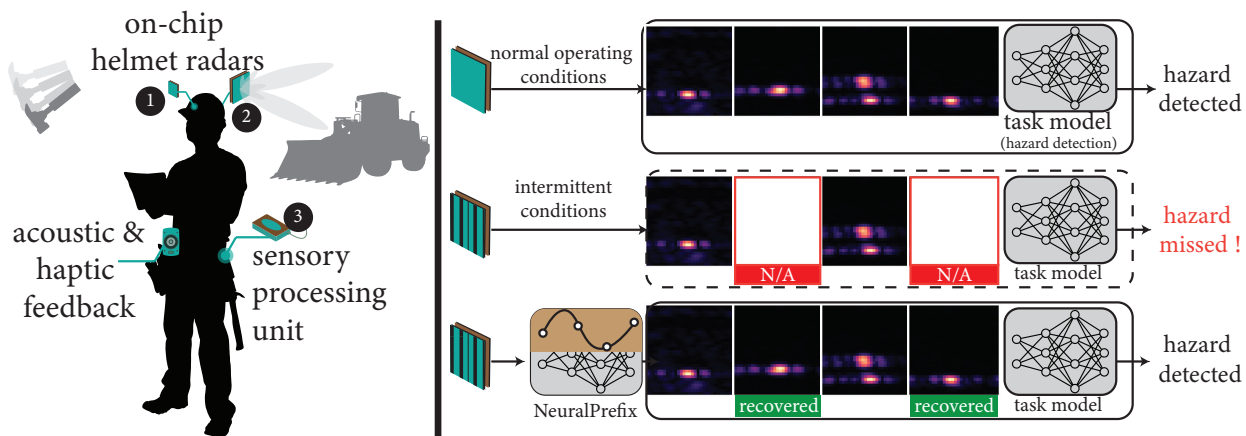 on-chip
helmet radars
1
2
3
acoustic &
haptic
feedback
sensory
processing
unit
normal operating
conditions
task model
(hazard detection)
hazard
detected
intermittent
conditions
N/A
N/A
task model
hazard
missed !
NeuralPrefix
recovered
recovered
task model
hazard
detected